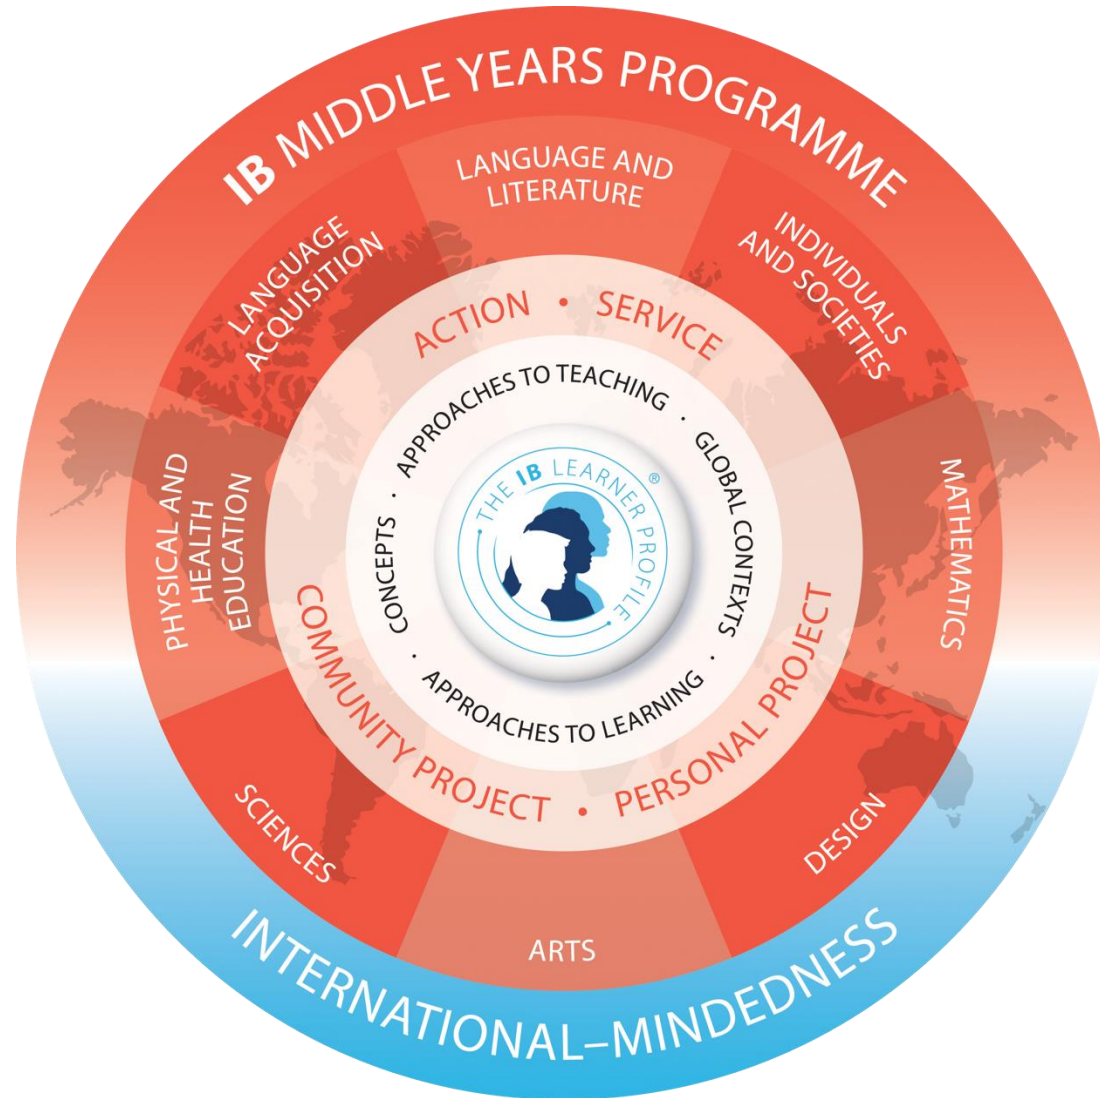 IB MIDDLE YEARS PROGRAMME
LANGUAGE AND
LITERATURE
INDIVIDUALS
AND SOCIETIES
MATHEMATICS
DESIGN
ARTS
SCIENCES
PHYSICAL AND
HEALTH
EDUCATION
LANGUAGE
ACQUISITION
ACTION • SERVICE
PERSONAL PROJECT
COMMUNITY PROJECT •
APPROACHES TO TEACHING ·
GLOBAL CONTEXTS ·
APPROACHES TO LEARNING ·
CONCEPTS ·
THE IB LEARNER PROFILE ®
INTERNATIONAL–MINDEDNESS